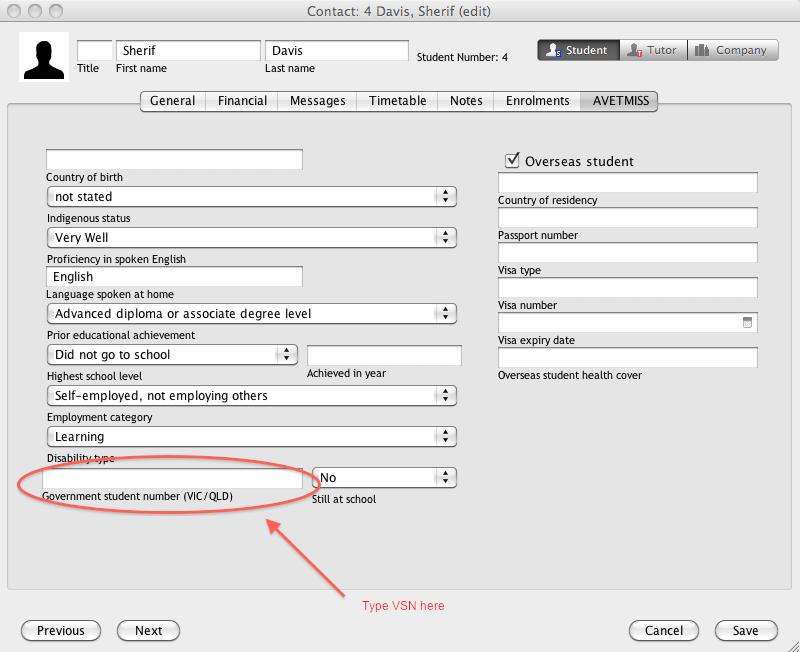 Contact: 4 Davis, Sherif (edit)
Sherif Davis
Title First name Last name
Student Number: 4
Student Tutor Company
General Financial Messages Timetable Notes Enrolments AVETMISS
Country of birth
not stated
Indigenous status
Very Well
Proficiency in spoken English
English
Language spoken at home
Advanced diploma or associate degree level
Prior educational achievement
Did not go to school
Highest school level
Achieved in year
Self-employed, not employing others
Employment category
Learning
Disability type
Government student number (VIC/QLD)
No
Still at school
Overseas student
Country of residency
Passport number
Visa type
Visa number
Visa expiry date
Overseas student health cover
Type VSN here
Previous Next Cancel Save